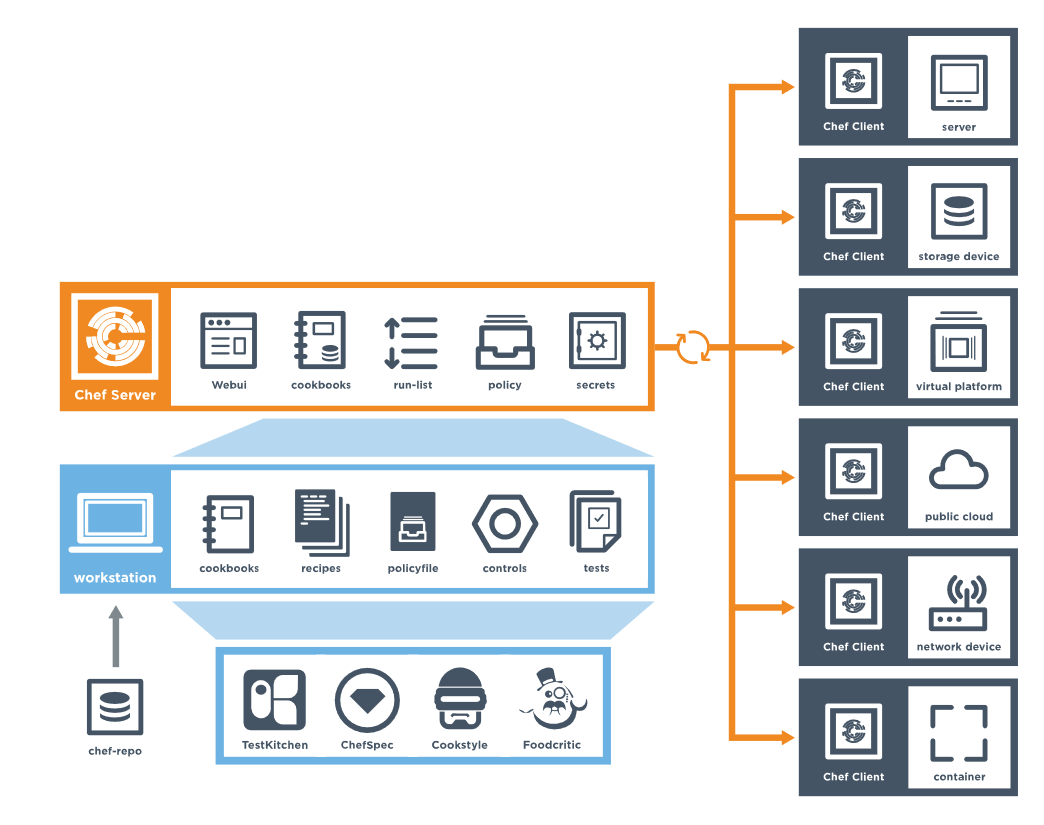 Chef Server
Webui
cookbooks
run-list
policy
secrets
workstation
cookbooks
recipes
policyfile
controls
tests
chef-repo
TestKitchen
ChefSpec
Cookstyle
Foodcritic
Chef Client
server
Chef Client
storage device
Chef Client
virtual platform
Chef Client
public cloud
Chef Client
network device
Chef Client
container